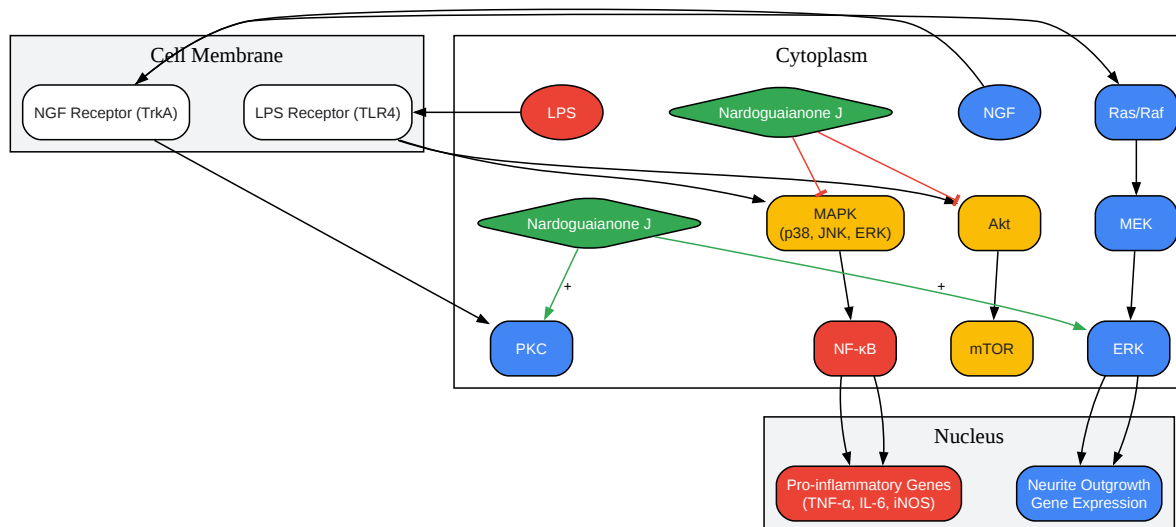 Cell Membrane
Cytoplasm
NGF Receptor (TrkA)
LPS Receptor (TLR4)
LPS
Nardoguaianone J
NGF
Ras/Raf
Nardoguaianone J
MAPK
(p38, JNK, ERK)
Akt
MEK
+
+
PKC
NF-κB
mTOR
ERK
Nucleus
Pro-inflammatory Genes
(TNF-α, IL-6, iNOS)
Neurite Outgrowth
Gene Expression